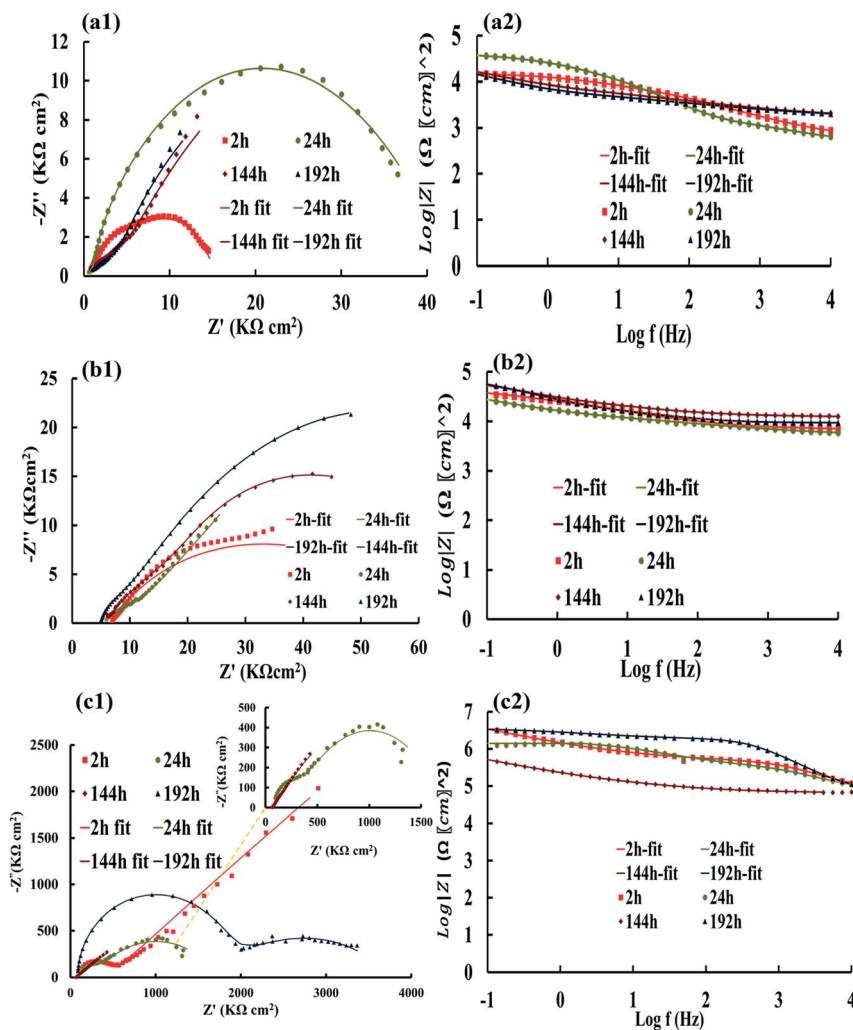 (a1)
-Z'' (KΩ cm²)
12
10
8
6
4
2
0
2h
24h
144h
192h
2h fit
24h fit
144h fit
192h fit
0
10
20
30
40
Z' (KΩ cm²)
(a2)
Log|Z| (Ω [(cm)]^2)
5
4
3
2
1
0
2h-fit
24h-fit
144h-fit
192h-fit
2h
24h
144h
192h
-1
0
1
2
3
4
Log f (Hz)
(b1)
-Z'' (KΩcm²)
25
20
15
10
5
0
2h-fit
24h-fit
192h-fit
144h-fit
2h
24h
144h
192h
0
10
20
30
40
50
60
Z' (KΩcm²)
(b2)
Log|Z| (Ω [(cm)]^2)
5
4
3
2
1
0
2h-fit
24h-fit
144h-fit
192h-fit
2h
24h
144h
192h
-1
0
1
2
3
4
Log f (Hz)
(c1)
-Z''(KΩ cm²)
2500
2000
1500
1000
500
0
2h
24h
144h
192h
2h fit
24h fit
144h fit
192h fit
-Z''(KΩ cm²)
500
400
300
200
100
0
0
500
1000
1500
Z' (KΩ cm²)
0
1000
2000
3000
4000
Z' (KΩ cm²)
(c2)
Log|Z| (Ω [(cm)]^2)
7
6
5
4
3
2
1
0
2h-fit
24h-fit
144h-fit
192h-fit
2h
24h
144h
192h
-1
0
1
2
3
4
Log f (Hz)